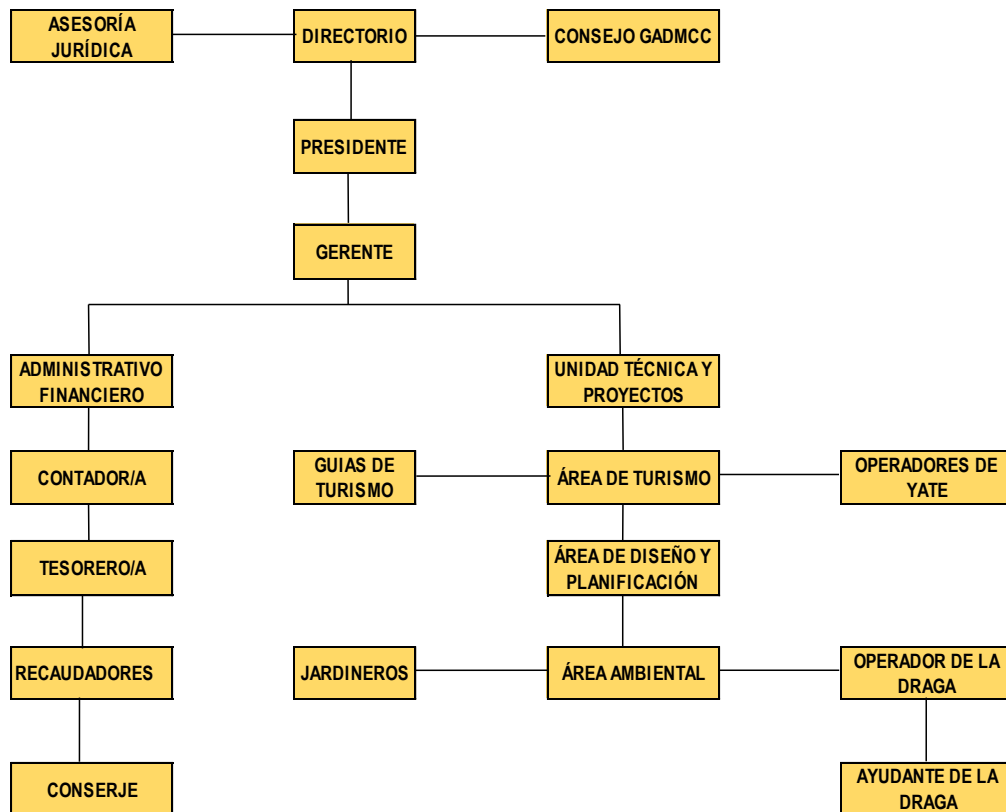 ASESORÍA
JURÍDICA
DIRECTORIO
CONSEJO GADMCC
PRESIDENTE
GERENTE
ADMINISTRATIVO
FINANCIERO
UNIDAD TÉCNICA Y
PROYECTOS
CONTADOR/A
GUIAS DE
TURISMO
ÁREA DE TURISMO
OPERADORES DE
YATE
TESORERO/A
ÁREA DE DISEÑO Y
PLANIFICACIÓN
RECAUDADORES
JARDINEROS
ÁREA AMBIENTAL
OPERADOR DE LA
DRAGA
CONSERJE
AYUDANTE DE LA
DRAGA